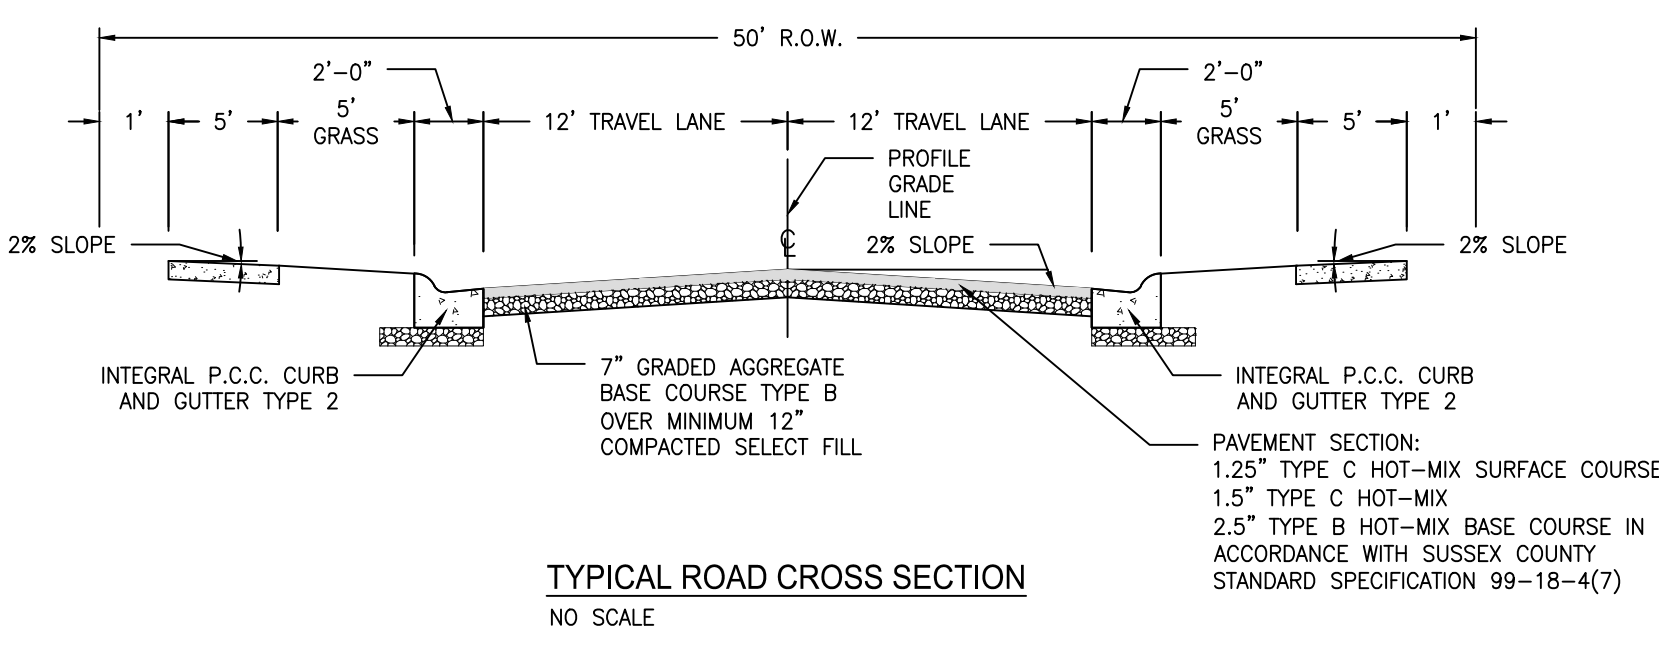 50' R.O.W.
2'-0"
2'-0"
1'
5'
5'
GRASS
12' TRAVEL LANE
12' TRAVEL LANE
5'
GRASS
5'
1'
PROFILE
GRADE
LINE
2% SLOPE
CL
2% SLOPE
2% SLOPE
INTEGRAL P.C.C. CURB
AND GUTTER TYPE 2
7" GRADED AGGREGATE
BASE COURSE TYPE B
OVER MINIMUM 12"
COMPACTED SELECT FILL
INTEGRAL P.C.C. CURB
AND GUTTER TYPE 2
PAVEMENT SECTION:
1.25" TYPE C HOT-MIX SURFACE COURSE
1.5" TYPE C HOT-MIX
2.5" TYPE B HOT-MIX BASE COURSE IN
ACCORDANCE WITH SUSSEX COUNTY
STANDARD SPECIFICATION 99-18-4(7)
TYPICAL ROAD CROSS SECTION
NO SCALE